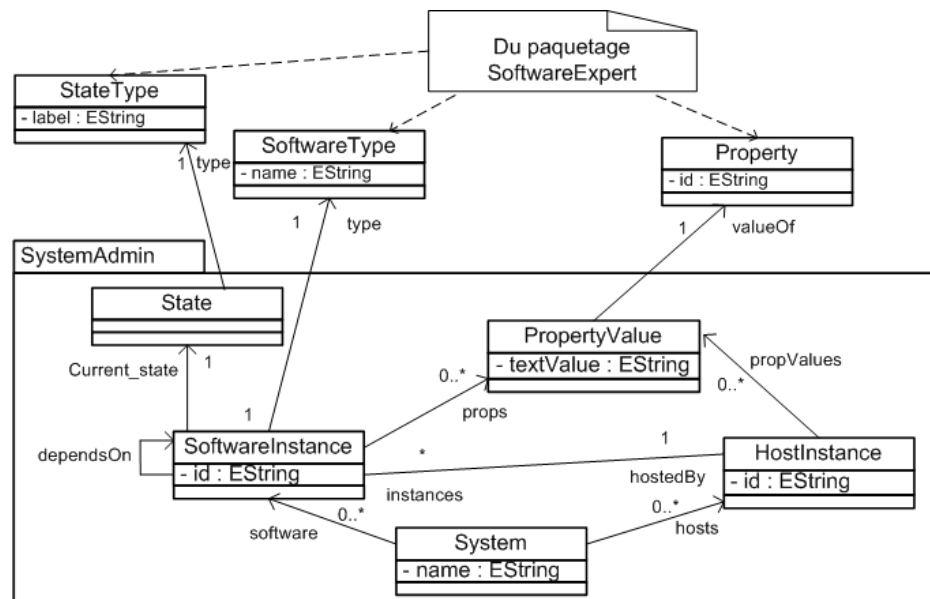 Du paquetage
SoftwareExpert
StateType
- label : EString
SoftwareType
- name : EString
Property
- id : EString
1
type
1
type
1
valueOf
SystemAdmin
State
PropertyValue
- textValue : EString
Current_state
1
0..*
props
propValues
0..*
1
dependsOn
SoftwareInstance
- id : EString
*
instances
1
hostedBy
HostInstance
- id : EString
software
0..*
0..*
hosts
System
- name : EString